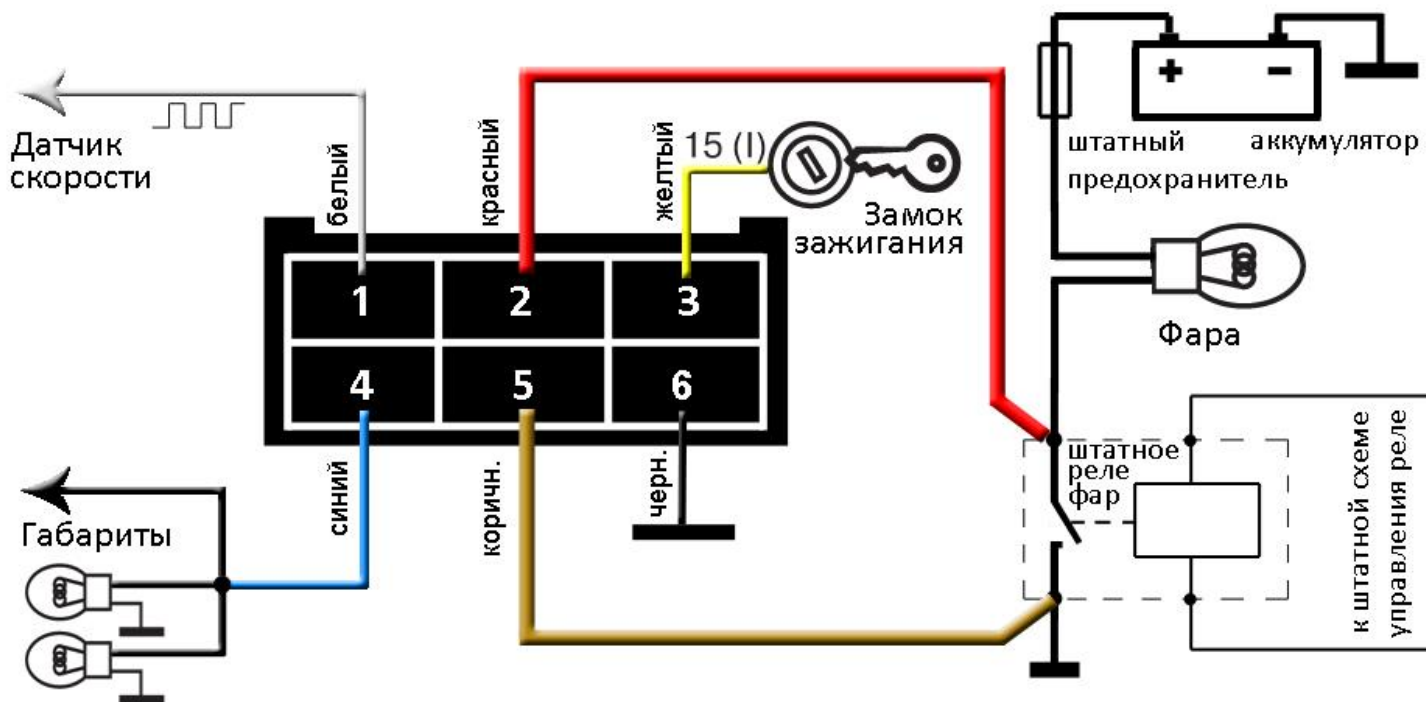 Датчик
скорости
белый
красный
желтый
15 (I)
Замок
зажигания
+ -
штатный аккумулятор
предохранитель
Фара
1 2 3
4 5 6
синий
коричн.
черн.
Габариты
штатное
реле
фар
к штатной схеме
управления реле